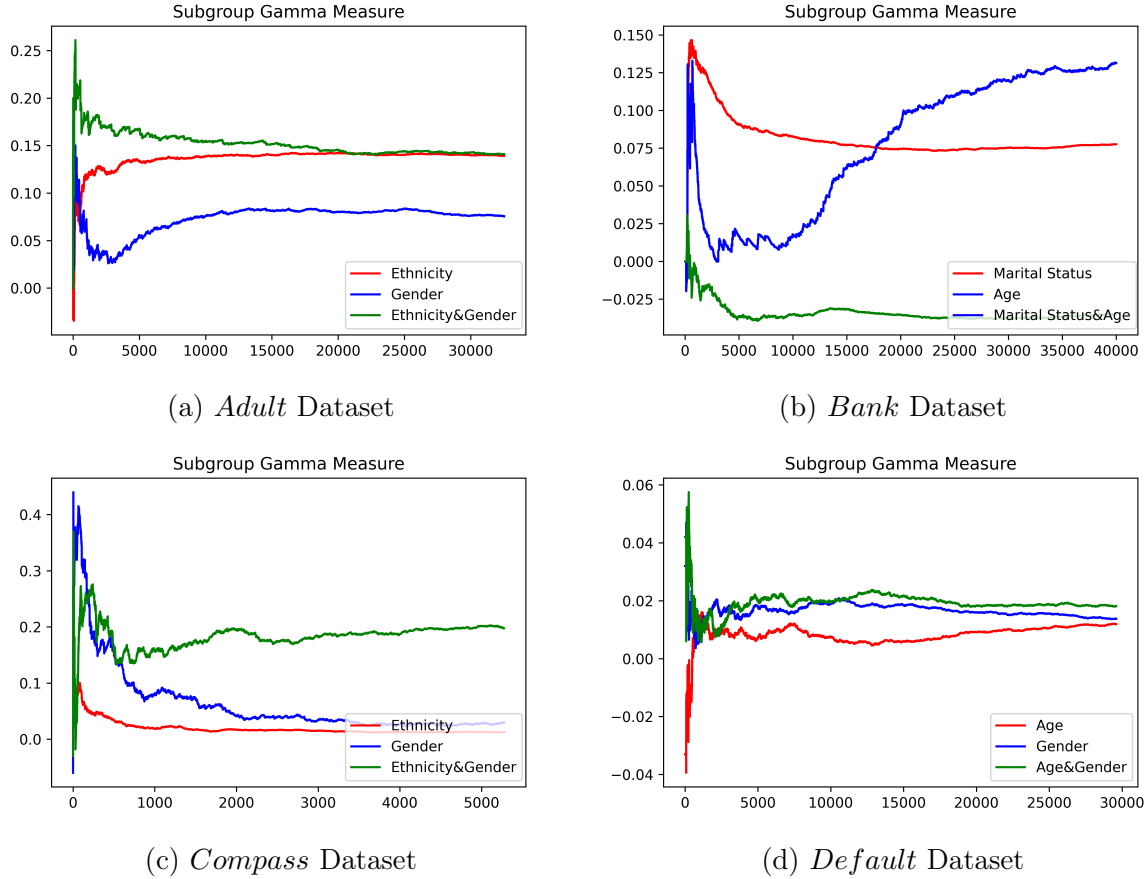 Subgroup Gamma Measure
0.25
0.20
0.15
0.10
0.05
0.00
Ethnicity
Gender
Ethnicity&Gender
0 5000 10000 15000 20000 25000 30000
(a) Adult Dataset
Subgroup Gamma Measure
0.150
0.125
0.100
0.075
0.050
0.025
0.000
−0.025
Marital Status
Age
Marital Status&Age
0 5000 10000 15000 20000 25000 30000 35000 40000
(b) Bank Dataset
Subgroup Gamma Measure
0.4
0.3
0.2
0.1
0.0
Ethnicity
Gender
Ethnicity&Gender
0 1000 2000 3000 4000 5000
(c) Compass Dataset
Subgroup Gamma Measure
0.06
0.04
0.02
0.00
−0.02
−0.04
Age
Gender
Age&Gender
0 5000 10000 15000 20000 25000 30000
(d) Default Dataset